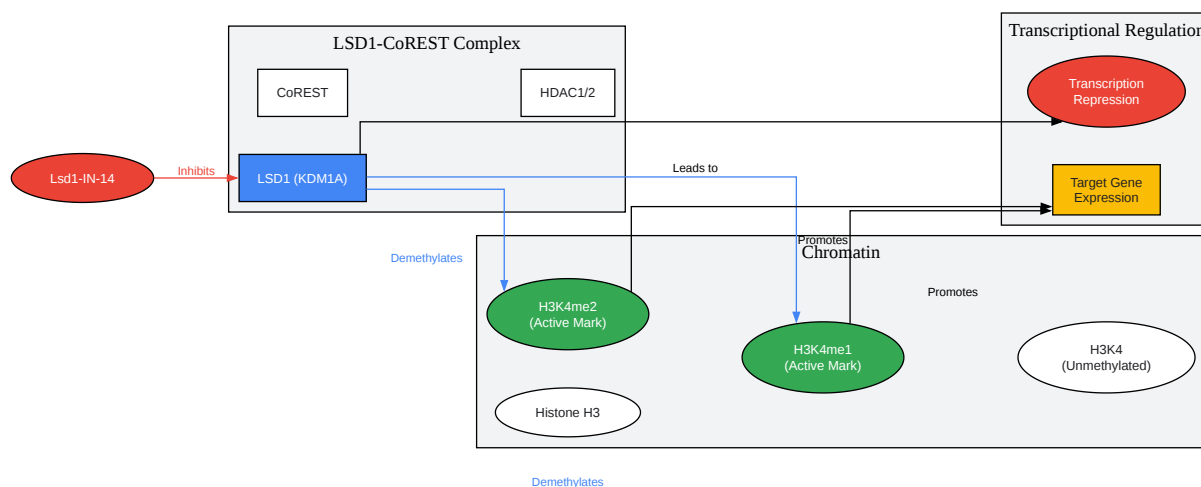 LSD1-CoREST Complex
CoREST
HDAC1/2
LSD1 (KDM1A)
Lsd1-IN-14
Inhibits
Leads to
Transcriptional Regulation
Transcription
Repression
Target Gene
Expression
Demethylates
Promotes
Chromatin
Promotes
H3K4me2
(Active Mark)
H3K4me1
(Active Mark)
H3K4
(Unmethylated)
Histone H3
Demethylates